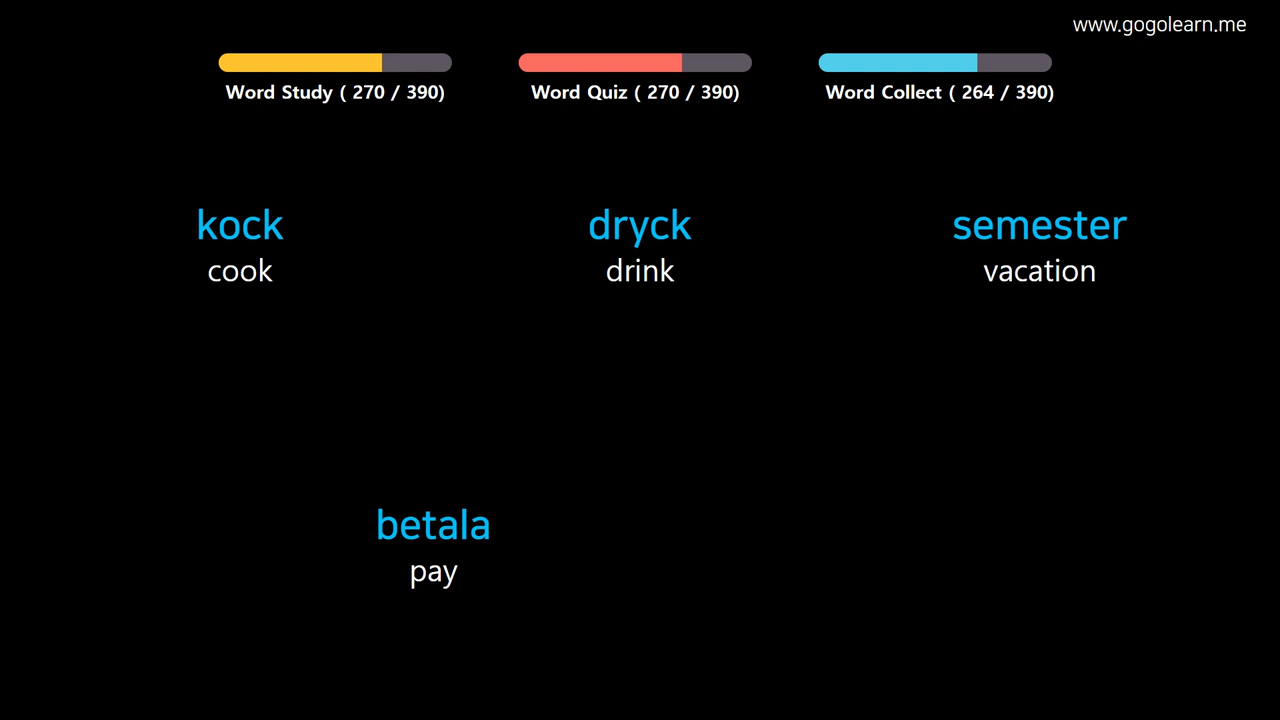 www.gogolearn.me
Word Study ( 270 / 390)
Word Quiz ( 270 / 390)
Word Collect ( 264 / 390)
kock
cook
dryck
drink
semester
vacation
betala
pay